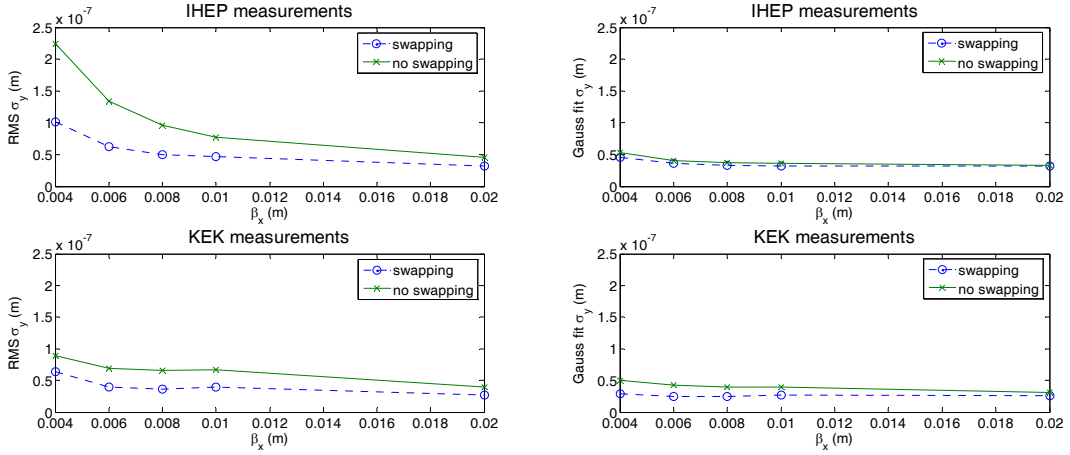 IHEP measurements
x 10^-7
2.5
2
1.5
1
0.5
0
RMS σ_y (m)
0.004 0.006 0.008 0.01 0.012 0.014 0.016 0.018 0.02
β_x (m)
swapping
no swapping
IHEP measurements
x 10^-7
2.5
2
1.5
1
0.5
0
Gauss fit σ_y (m)
0.004 0.006 0.008 0.01 0.012 0.014 0.016 0.018 0.02
β_x (m)
swapping
no swapping
KEK measurements
x 10^-7
2.5
2
1.5
1
0.5
0
RMS σ_y (m)
0.004 0.006 0.008 0.01 0.012 0.014 0.016 0.018 0.02
β_x (m)
swapping
no swapping
KEK measurements
x 10^-7
2.5
2
1.5
1
0.5
0
Gauss fit σ_y (m)
0.004 0.006 0.008 0.01 0.012 0.014 0.016 0.018 0.02
β_x (m)
swapping
no swapping